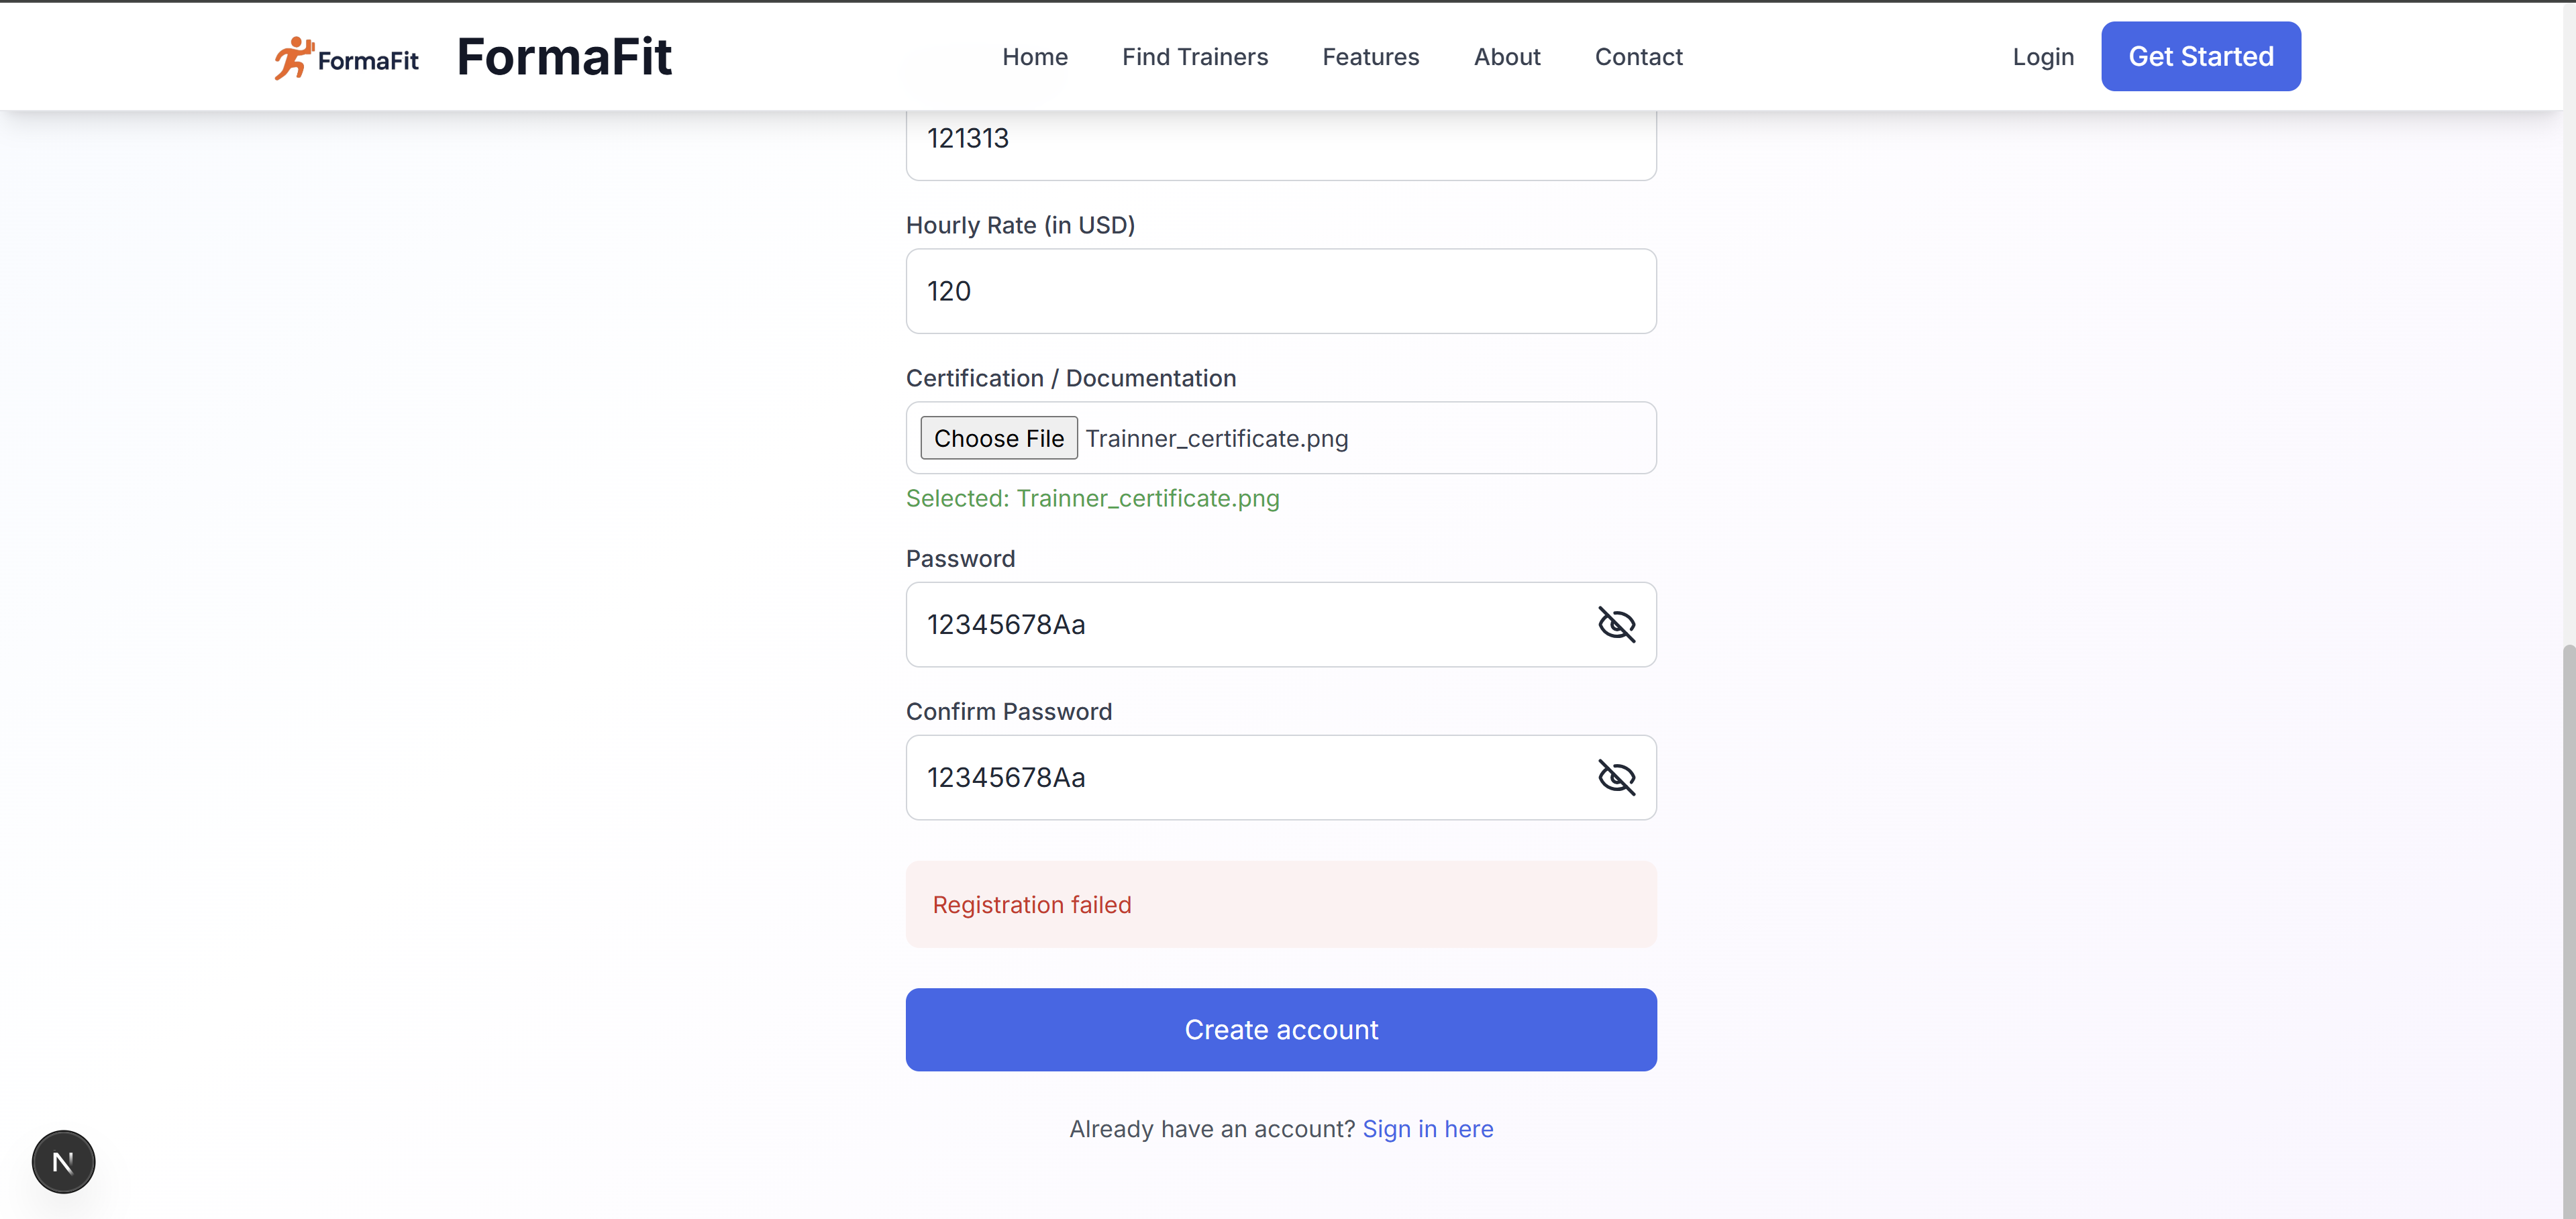 FormaFit FormaFit Home Find Trainers Features About Contact Login Get Started
121313
Hourly Rate (in USD)
120
Certification / Documentation
Choose File Trainner_certificate.png
Selected: Trainner_certificate.png
Password
12345678Aa
Confirm Password
12345678Aa
Registration failed
Create account
Already have an account? Sign in here
N